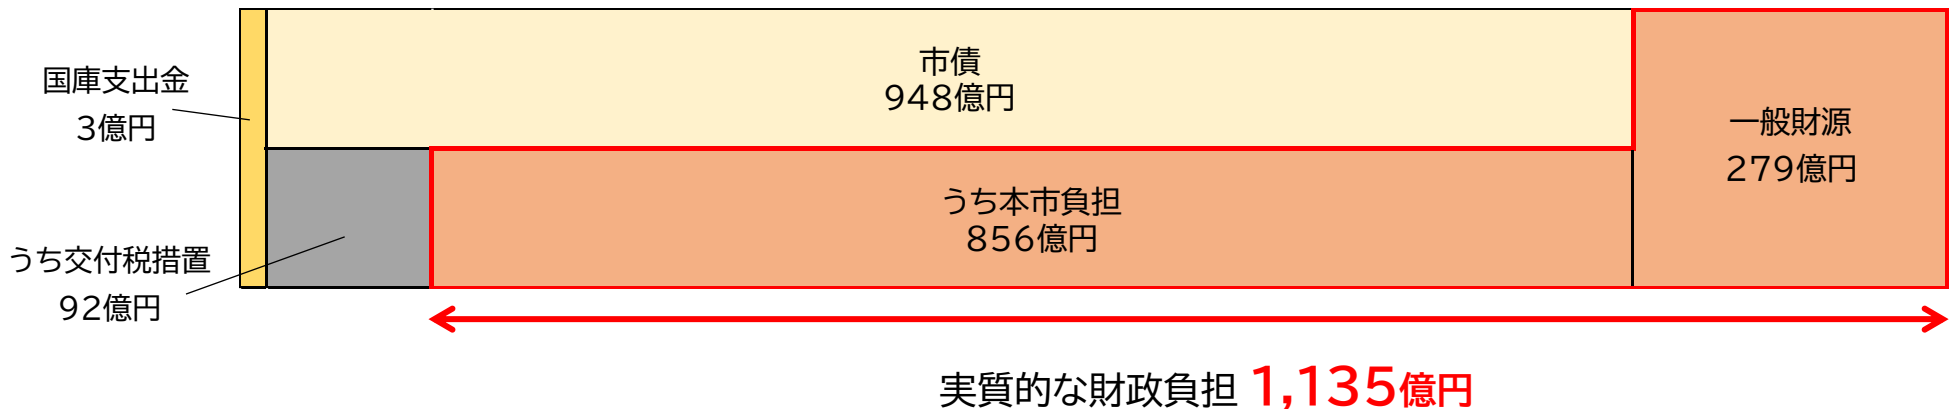 国庫支出金
3億円
市債
948億円
一般財源
279億円
うち交付税措置
92億円
うち本市負担
856億円
実質的な財政負担 1,135億円